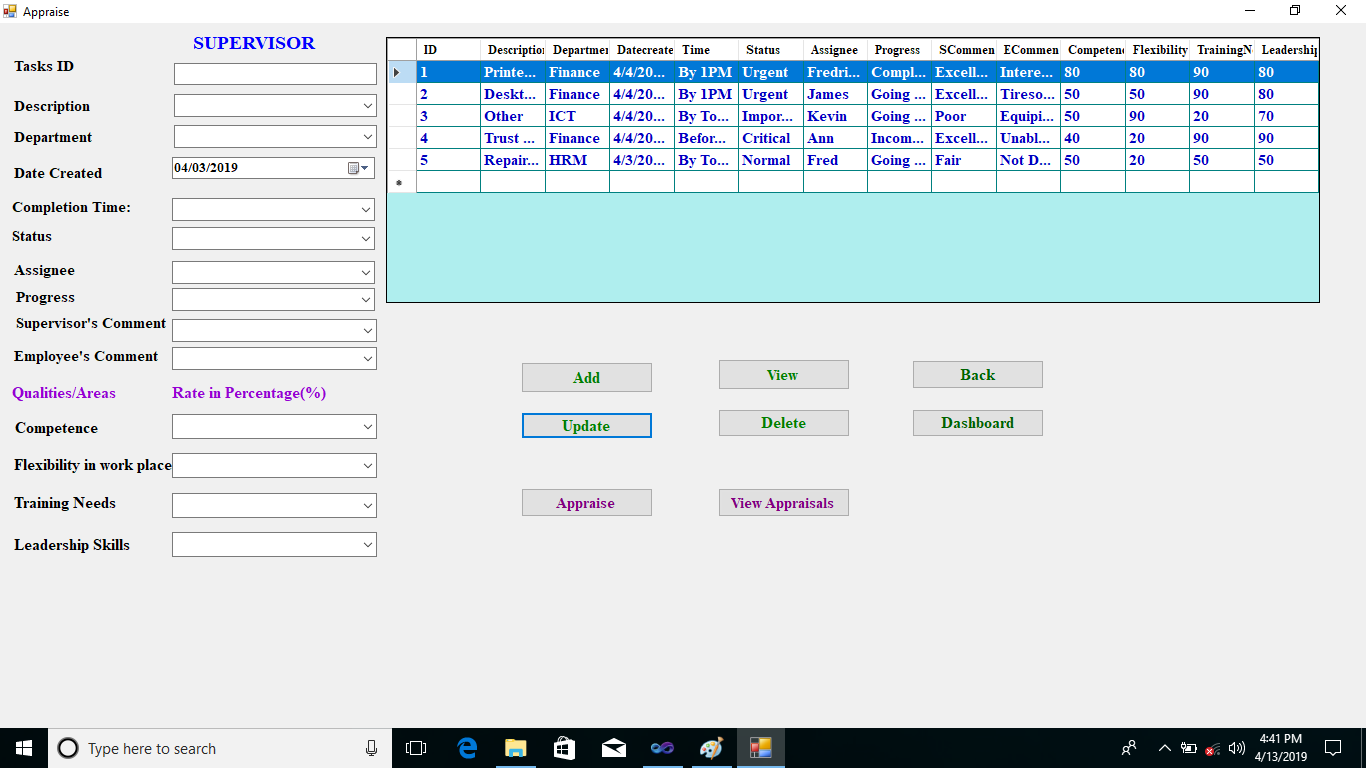 Appraise
SUPERVISOR
Tasks ID
Description
Department
Date Created
04/03/2019
Completion Time:
Status
Assignee
Progress
Supervisor's Comment
Employee's Comment
Qualities/Areas Rate in Percentage(%)
Competence
Flexibility in work place
Training Needs
Leadership Skills
ID Description Departmen Datecreate Time Status Assignee Progress SCommen ECommen Competenc Flexibility TrainingN Leadership
1 Printe... Finance 4/4/20... By 1PM Urgent Fredri... Compl... Excell... Intere... 80 80 90 80
2 Deskt... Finance 4/4/20... By 1PM Urgent James Going ... Excell... Tireso... 50 50 90 80
3 Other ICT 4/4/20... By To... Impor... Kevin Going ... Poor Equipi... 50 90 20 70
4 Trust ... Finance 4/4/20... Befor... Critical Ann Incom... Excell... Unabl... 40 20 90 90
5 Repair... HRM 4/3/20... By To... Normal Fred Going ... Fair Not D... 50 20 50 50
Add View Back
Update Delete Dashboard
Appraise View Appraisals
Type here to search
4:41 PM
4/13/2019